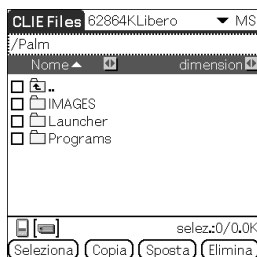 CLIE Files 62864KLibero MS
/Palm
Nome dimension
..
IMAGES
Launcher
Programs
selez.:0/0.0K
Seleziona Copia Sposta Elimina